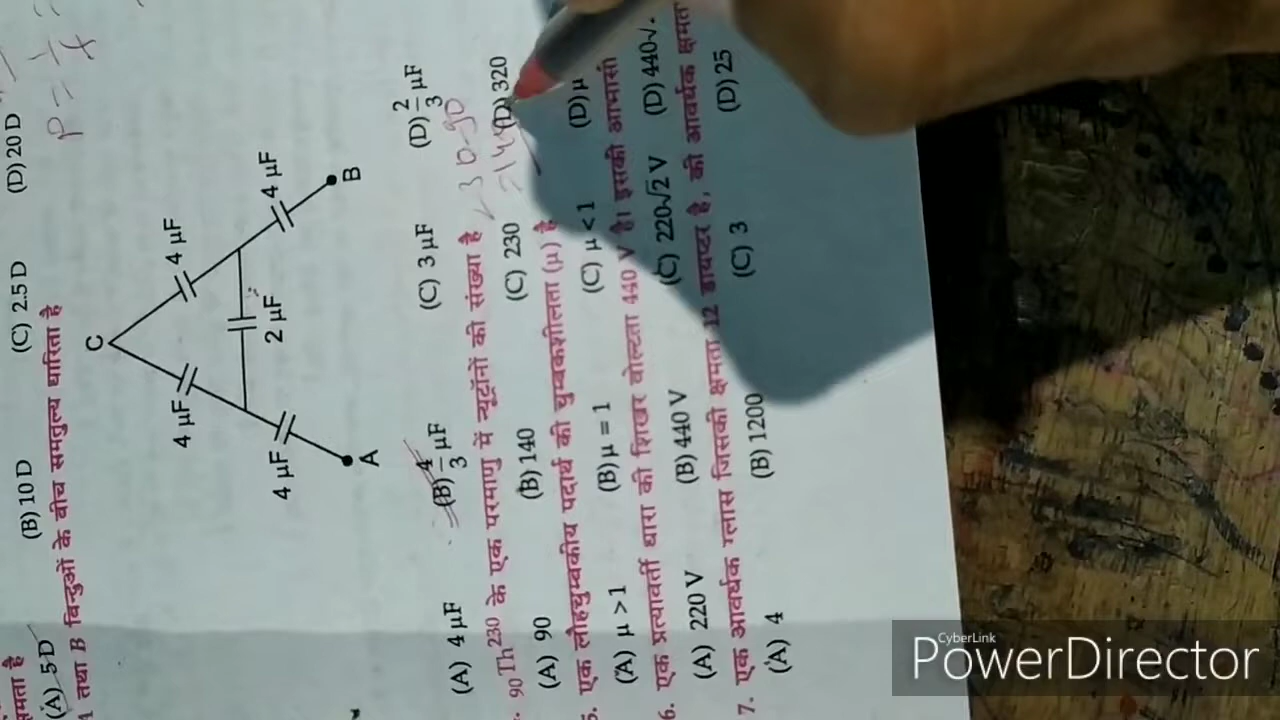 क्षमता है
(A) 5 D (B) 10 D (C) 2.5 D (D) 20 D
तथा B बिन्दुओं के बीच समतुल्य धारिता है
C
4 μF 4 μF
2 μF
4 μF 4 μF
A B
(A) 4 μF (B) 4/3 μF (C) 3 μF (D) 2/3 μF
90Th230 के एक परमाणु में न्यूट्रॉनों की संख्या है
(A) 90 (B) 140 (C) 230 (D) 320
5. एक लौहचुम्बकीय पदार्थ की चुम्बकशीलता (μ) है
(A) μ > 1 (B) μ = 1 (C) μ < 1 (D) μ
6. एक प्रत्यावर्ती धारा की शिखर वोल्टता 440 V है। इसकी आभासी
(A) 220 V (B) 440 V (C) 220√2 V (D) 440√
7. एक आवर्धक ग्लास जिसकी क्षमता 12 डायप्टर है, की आवर्धक क्षमता
(A) 4 (B) 1200 (C) 3 (D) 25
CyberLink
PowerDirector